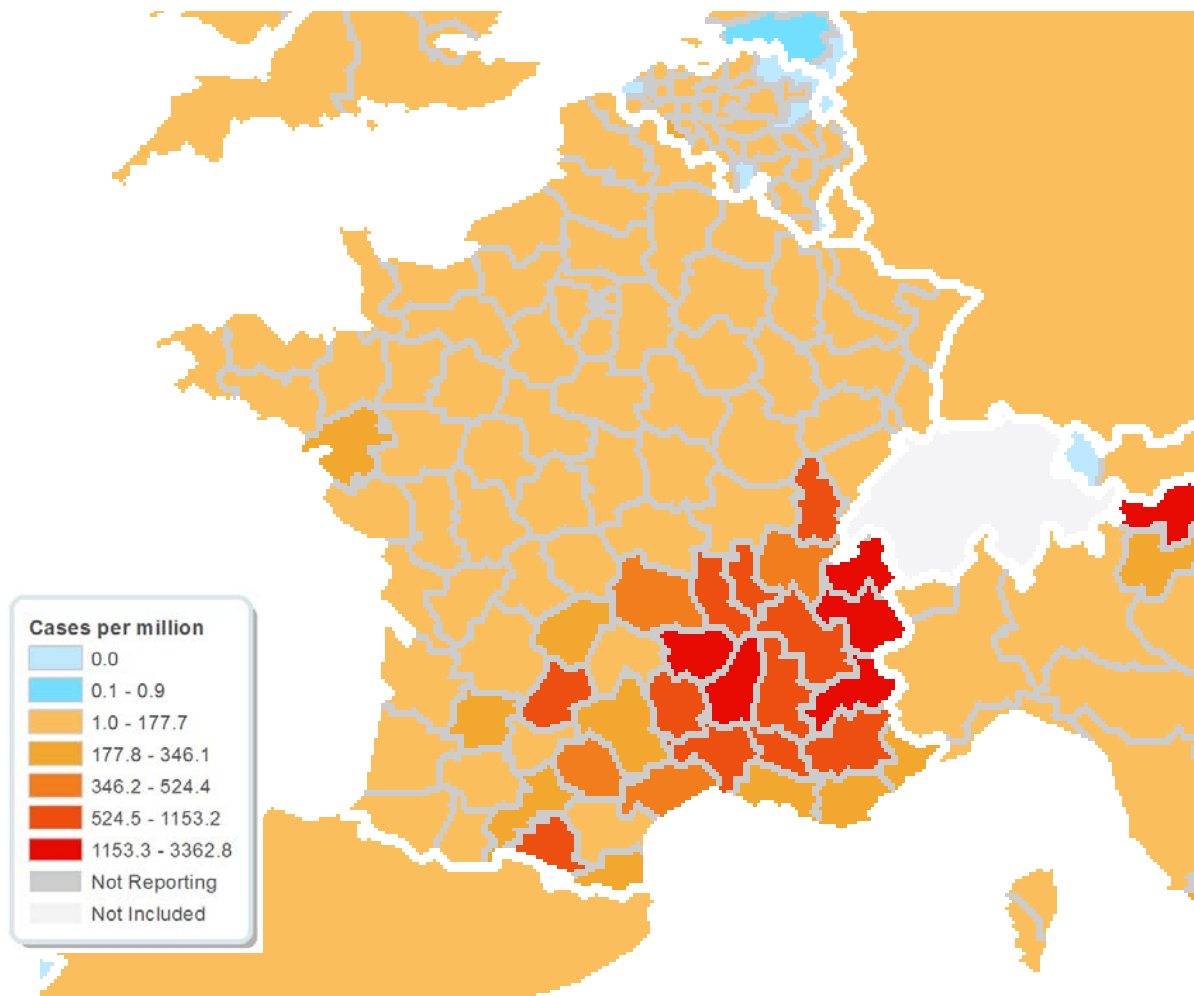 Cases per million
0.0
0.1 - 0.9
1.0 - 177.7
177.8 - 346.1
346.2 - 524.4
524.5 - 1153.2
1153.3 - 3362.8
Not Reporting
Not Included